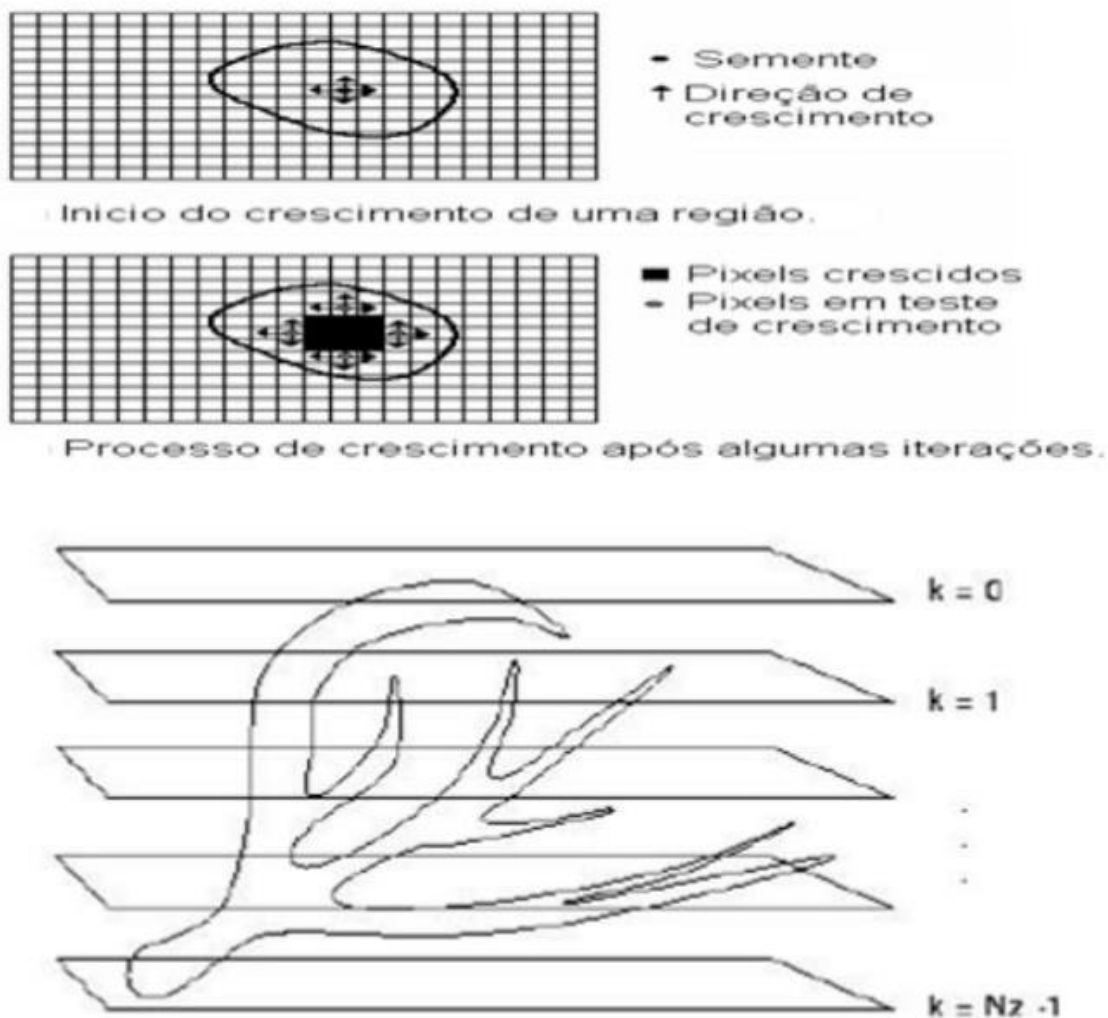 Semente
Direção de
crescimento
Inicio do crescimento de uma região.
Pixels crescidos
Pixels em teste
de crescimento
Processo de crescimento após algumas iterações.
k = 0
k = 1
.
.
.
k = Nz -1